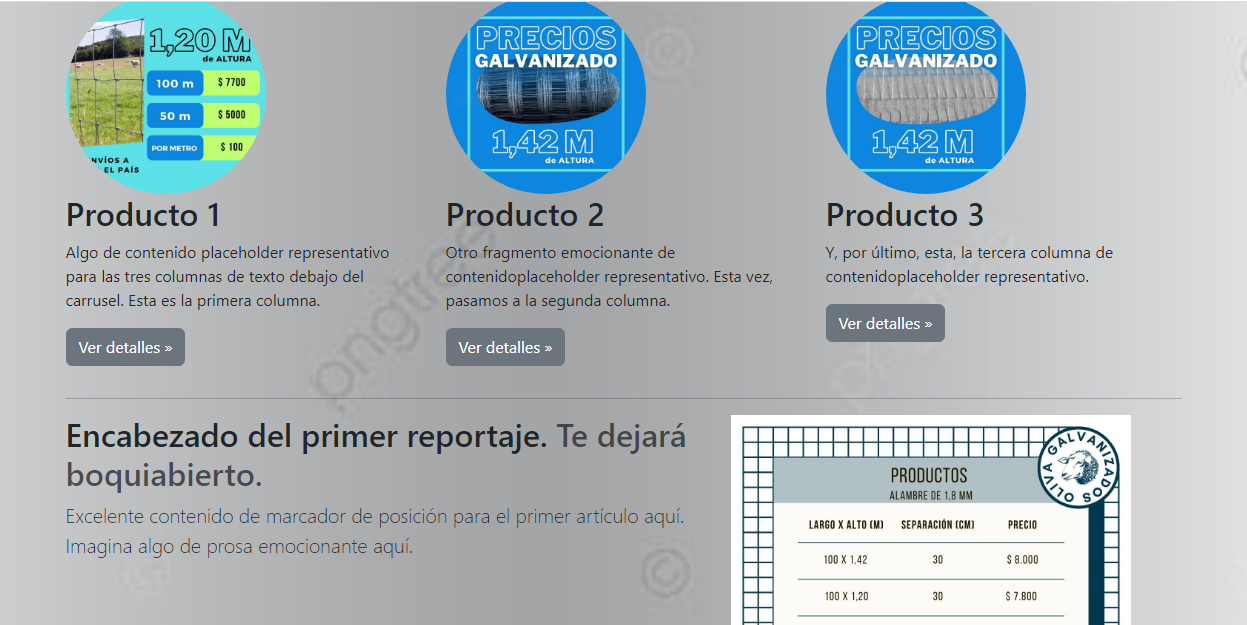 1,20 M
de ALTURA
100 m $ 7700
50 m $ 5000
POR METRO $ 100
NVÍOS A
EL PAÍS
PRECIOS
GALVANIZADO
1,42 M
de ALTURA
PRECIOS
GALVANIZADO
1,42 M
de ALTURA
Producto 1
Algo de contenido placeholder representativo
para las tres columnas de texto debajo del
carrusel. Esta es la primera columna.
Ver detalles »
Producto 2
Otro fragmento emocionante de
contenidoplaceholder representativo. Esta vez,
pasamos a la segunda columna.
Ver detalles »
Producto 3
Y, por último, esta, la tercera columna de
contenidoplaceholder representativo.
Ver detalles »
pngtree
Encabezado del primer reportaje. Te dejará
boquiabierto.
Excelente contenido de marcador de posición para el primer artículo aquí.
Imagina algo de prosa emocionante aquí.
GALVANIZADOS OLIVA
PRODUCTOS
ALAMBRE DE 1,8 MM
LARGO X ALTO (M) SEPARACIÓN (CM) PRECIO
100 X 1,42 30 $ 8.000
100 X 1,20 30 $ 7.800